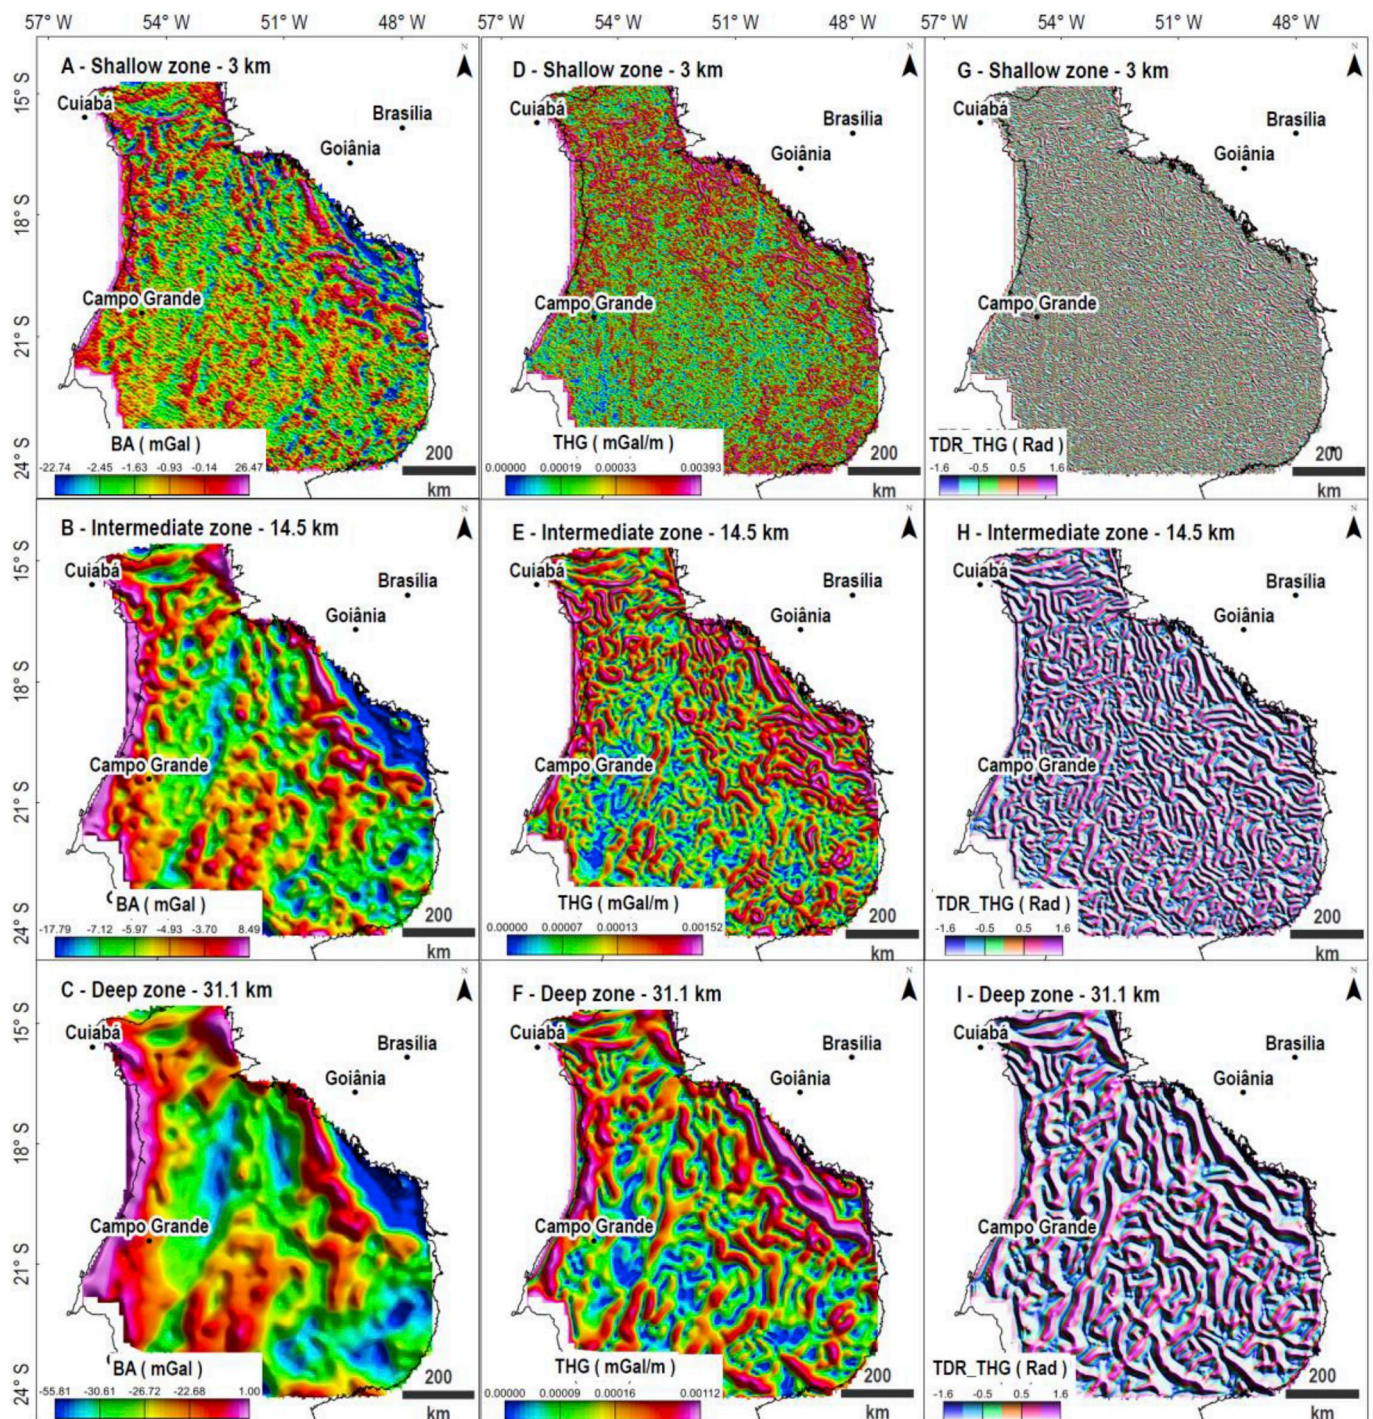 57° W 54° W 51° W 48° W 57° W 54° W 51° W 48° W 57° W 54° W 51° W 48° W
A - Shallow zone - 3 km
N
15° S
Cuiabá
Brasília
Goiânia
18° S
Campo Grande
21° S
BA ( mGal )
24° S
-22.74 -2.45 -1.63 -0.93 -0.14 26.47
200
km
D - Shallow zone - 3 km
N
Cuiabá
Brasília
Goiânia
Campo Grande
THG ( mGal/m )
0.00000 0.00019 0.00033 0.00393
200
km
G - Shallow zone - 3 km
N
Cuiabá
Brasília
Goiânia
Campo Grande
TDR_THG ( Rad )
-1.6 -0.5 0.5 1.6
200
km
B - Intermediate zone - 14.5 km
N
15° S
Cuiabá
Brasília
Goiânia
18° S
Campo Grande
21° S
BA ( mGal )
24° S
-17.79 -7.12 -5.97 -4.93 -3.70 8.49
200
km
E - Intermediate zone - 14.5 km
N
Cuiabá
Brasília
Goiânia
Campo Grande
THG ( mGal/m )
0.00000 0.00007 0.00013 0.00152
200
km
H - Intermediate zone - 14.5 km
N
Cuiabá
Brasília
Goiânia
Campo Grande
TDR_THG ( Rad )
-1.6 -0.5 0.5 1.6
200
km
C - Deep zone - 31.1 km
N
15° S
Cuiabá
Brasília
Goiânia
18° S
Campo Grande
21° S
BA ( mGal )
24° S
-55.81 -30.61 -26.72 -22.68 1.00
200
km
F - Deep zone - 31.1 km
N
Cuiabá
Brasília
Goiânia
Campo Grande
THG ( mGal/m )
0.00000 0.00009 0.00016 0.00112
200
km
I - Deep zone - 31.1 km
N
Cuiabá
Brasília
Goiânia
Campo Grande
TDR_THG ( Rad )
-1.6 -0.5 0.5 1.6
200
km